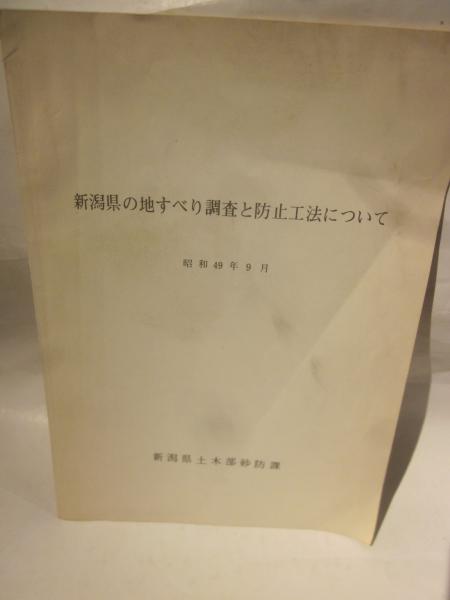 新潟県の地すべり調査と防止工法について
昭和49年9月
新潟県土木部砂防課